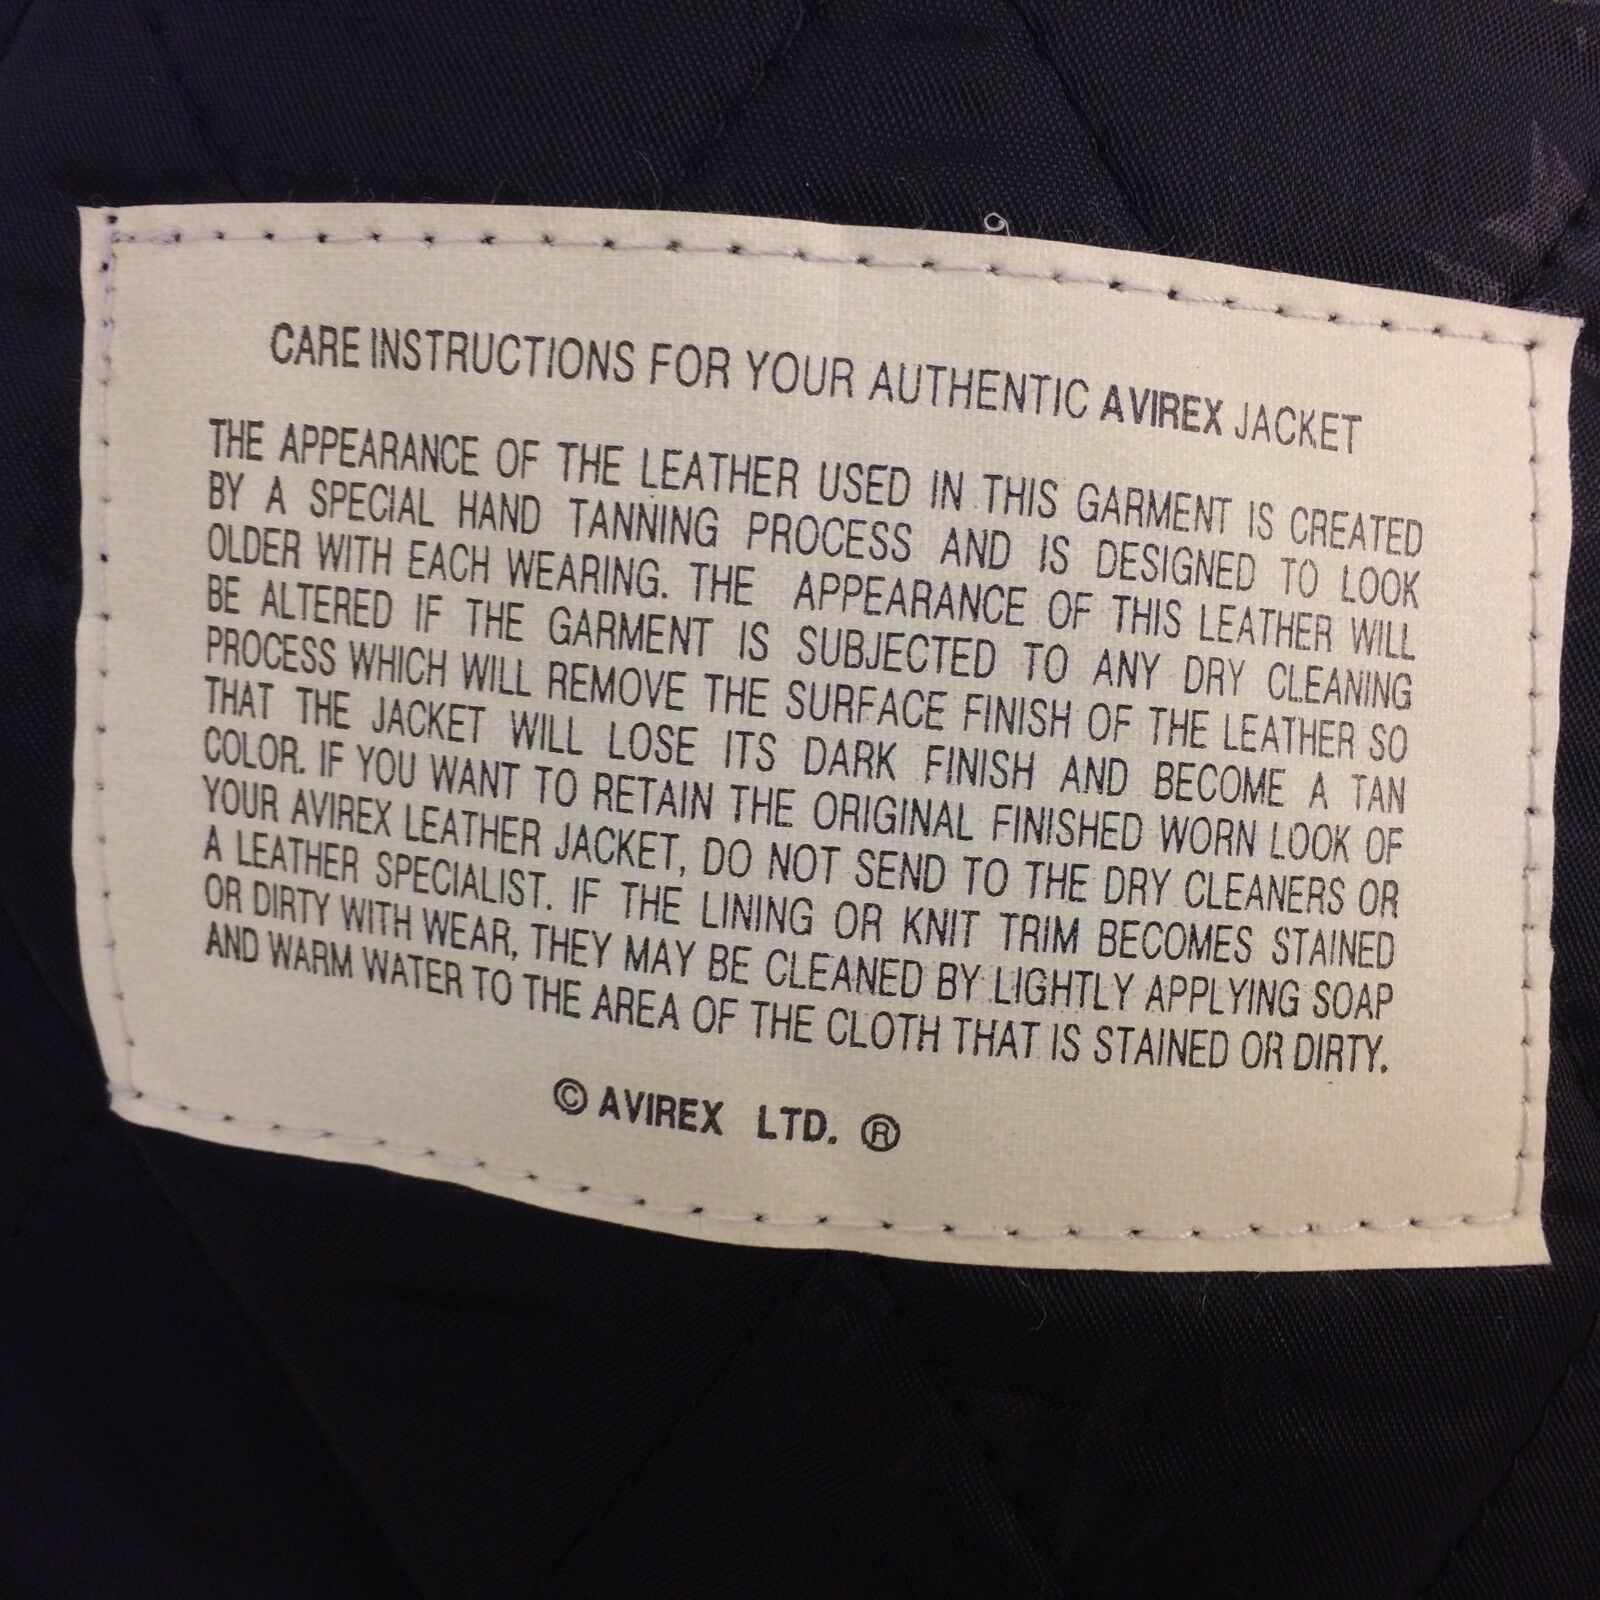 CARE INSTRUCTIONS FOR YOUR AUTHENTIC AVIREX JACKET
THE APPEARANCE OF THE LEATHER USED IN THIS GARMENT IS CREATED
BY A SPECIAL HAND TANNING PROCESS AND IS DESIGNED TO LOOK
OLDER WITH EACH WEARING. THE APPEARANCE OF THIS LEATHER WILL
BE ALTERED IF THE GARMENT IS SUBJECTED TO ANY DRY CLEANING
PROCESS WHICH WILL REMOVE THE SURFACE FINISH OF THE LEATHER SO
THAT THE JACKET WILL LOSE ITS DARK FINISH AND BECOME A TAN
COLOR. IF YOU WANT TO RETAIN THE ORIGINAL FINISHED WORN LOOK OF
YOUR AVIREX LEATHER JACKET, DO NOT SEND TO THE DRY CLEANERS OR
A LEATHER SPECIALIST. IF THE LINING OR KNIT TRIM BECOMES STAINED
OR DIRTY WITH WEAR, THEY MAY BE CLEANED BY LIGHTLY APPLYING SOAP
AND WARM WATER TO THE AREA OF THE CLOTH THAT IS STAINED OR DIRTY.
© AVIREX LTD. ®